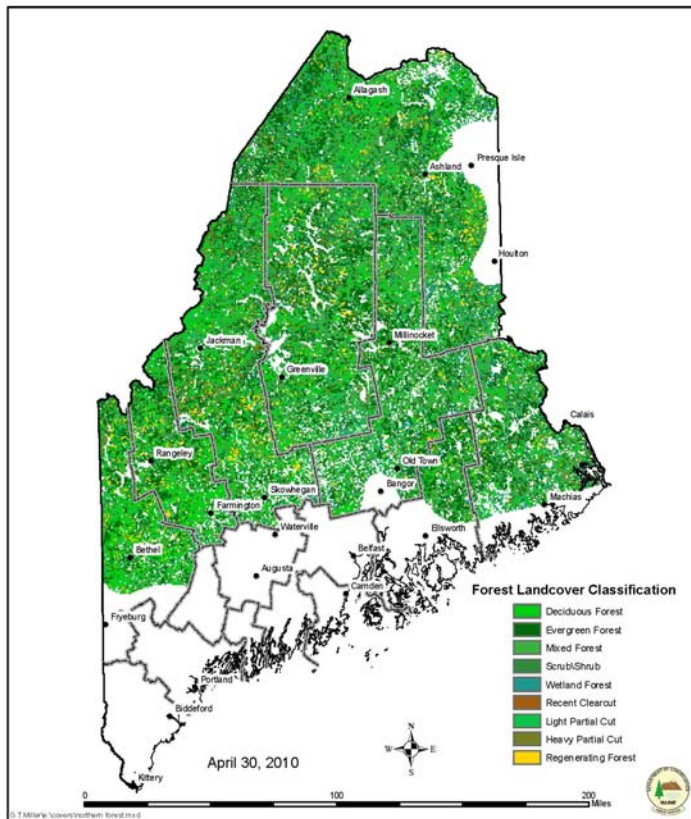 Allagash
Presque Isle
Ashland
Houlton
Jackman
Millinocket
Greenville
Calais
Rangeley
Old Town
Skowhegan
Bangor
Machias
Farmington
Waterville
Ellsworth
Bethel
Belfast
Augusta
Camden
Forest Landcover Classification
Deciduous Forest
Fryeburg
Evergreen Forest
Mixed Forest
Scrub\Shrub
Wetland Forest
Portland
Recent Clearcut
Biddeford
Light Partial Cut
N
Heavy Partial Cut
W E
April 30, 2010
Regenerating Forest
S
Kittery
0 100 200
Miles
MAINE